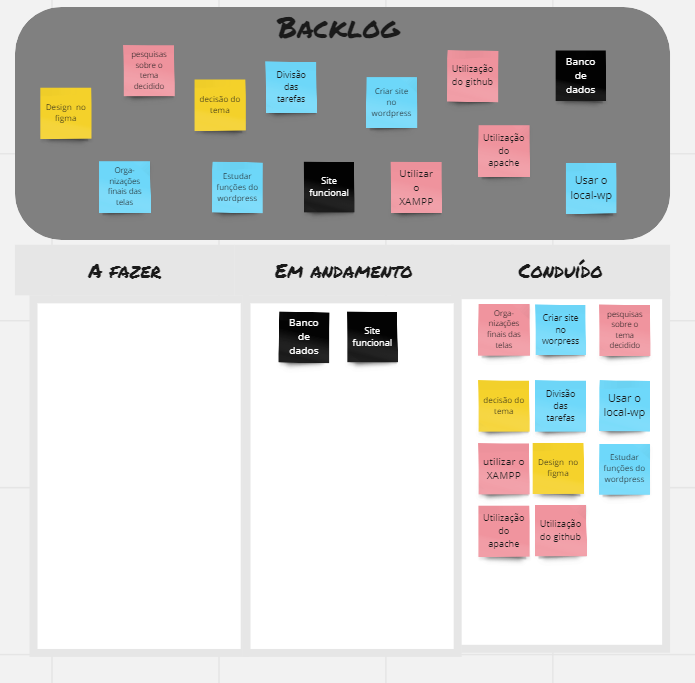 Backlog
pesquisas
sobre o
tema
decidido
Design no
figma
decisão do
tema
Divisão
das
tarefas
Criar site
no
wordpress
Utilização
do github
Banco
de
dados
Utilização
do
apache
Orga-
nizações
finais das
telas
Estudar
funções do
wordpress
Site
funcional
Utilizar
o
XAMPP
Usar o
local-wp
A fazer
Em andamento
Conduído
Banco
de
dados
Site
funcional
Orga-
nizações
finais das
telas
Criar site
no
worpress
pesquisas
sobre o
tema
decidido
decisão do
tema
Divisão
das
tarefas
Usar o
local-wp
utilizar o
XAMPP
Design no
figma
Estudar
funções do
wordpress
Utilização
do
apache
Utilização
do github